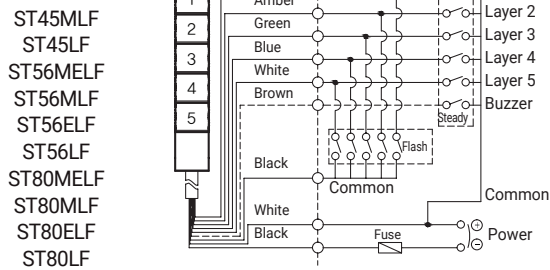 ST45MLF
ST45LF
ST56MELF
ST56MLF
ST56ELF
ST56LF
ST80MELF
ST80MLF
ST80ELF
ST80LF
1
2
3
4
5
Amber
Green
Blue
White
Brown
Black
White
Black
Layer 2
Layer 3
Layer 4
Layer 5
Buzzer
Steady
Flash
Common
Common
Fuse
Power